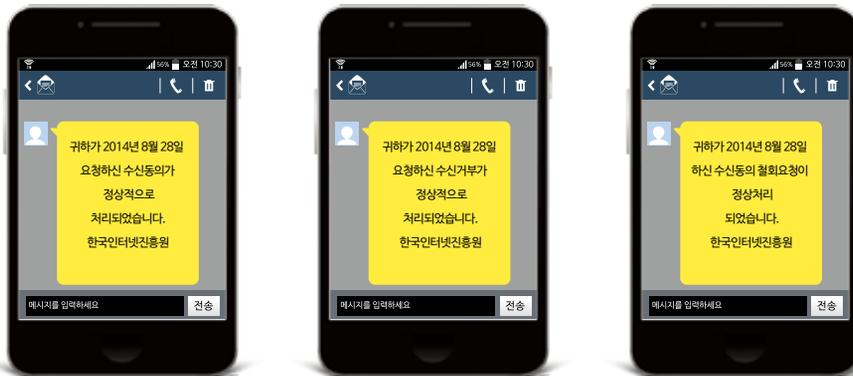 56% 오전 10:30
귀하가 2014년 8월 28일
요청하신 수신동의가
정상적으로
처리되었습니다.
한국인터넷진흥원
메시지를 입력하세요 전송
56% 오전 10:30
귀하가 2014년 8월 28일
요청하신 수신거부가
정상적으로
처리되었습니다.
한국인터넷진흥원
메시지를 입력하세요 전송
56% 오전 10:30
귀하가 2014년 8월 28일
하신 수신동의 철회요청이
정상처리
되었습니다.
한국인터넷진흥원
메시지를 입력하세요 전송